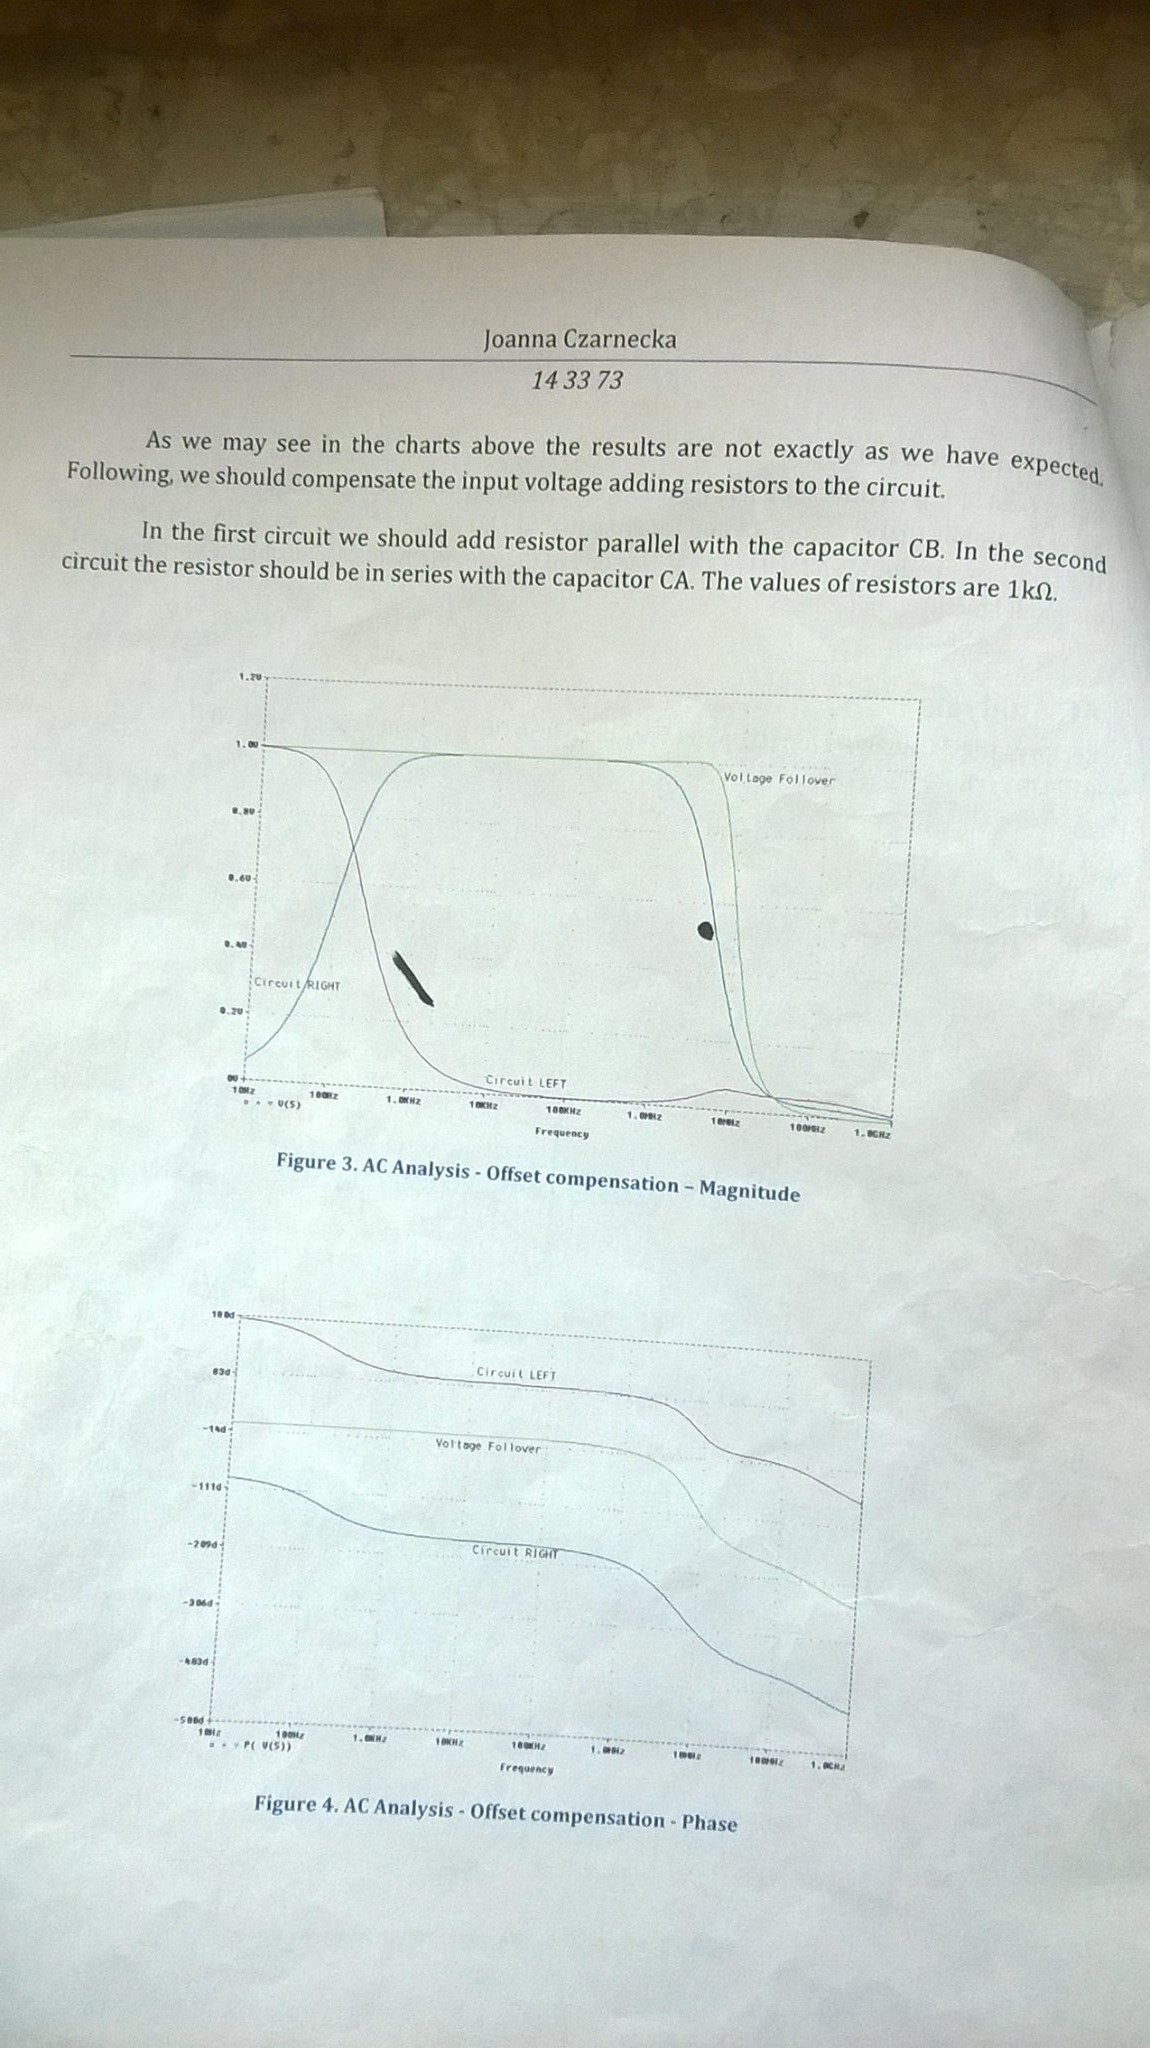 Joanna Czarnecka
14 33 73
As we may see in the charts above the results are not exactly as we have expected.
Following, we should compensate the input voltage adding resistors to the circuit.
In the first circuit we should add resistor parallel with the capacitor CB. In the second
circuit the resistor should be in series with the capacitor CA. The values of resistors are 1kΩ.
1.2V
1.0V
Voltage Follover
0.8V
0.6V
0.4V
Circuit RIGHT
0.2V
Circuit LEFT
0V
10Hz 100Hz 1.0KHz 10KHz 100KHz 1.0MHz 10MHz 100MHz 1.0GHz
V(5)
Frequency
Figure 3. AC Analysis - Offset compensation – Magnitude
180d
Circuit LEFT
83d
-14d
Voltage Follover
-111d
-209d
Circuit RIGHT
-306d
-403d
-500d
10Hz 100Hz 1.0KHz 10KHz 100KHz 1.0MHz 10MHz 100MHz 1.0GHz
P( V(5))
Frequency
Figure 4. AC Analysis - Offset compensation - Phase